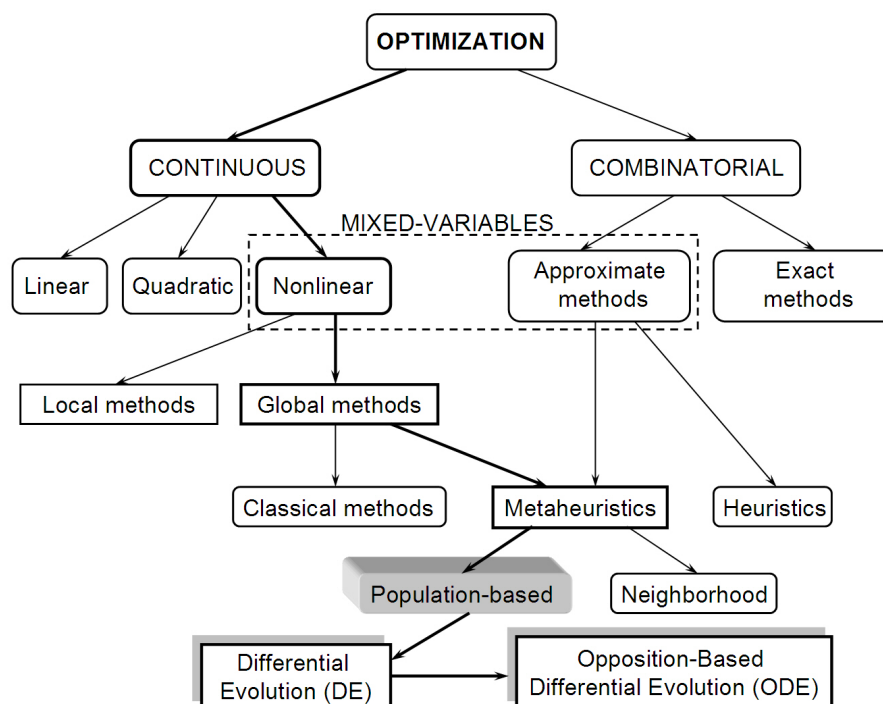 OPTIMIZATION
CONTINUOUS
COMBINATORIAL
MIXED-VARIABLES
Linear
Quadratic
Nonlinear
Approximate
methods
Exact
methods
Local methods
Global methods
Classical methods
Metaheuristics
Heuristics
Population-based
Neighborhood
Differential
Evolution (DE)
Opposition-Based
Differential Evolution (ODE)